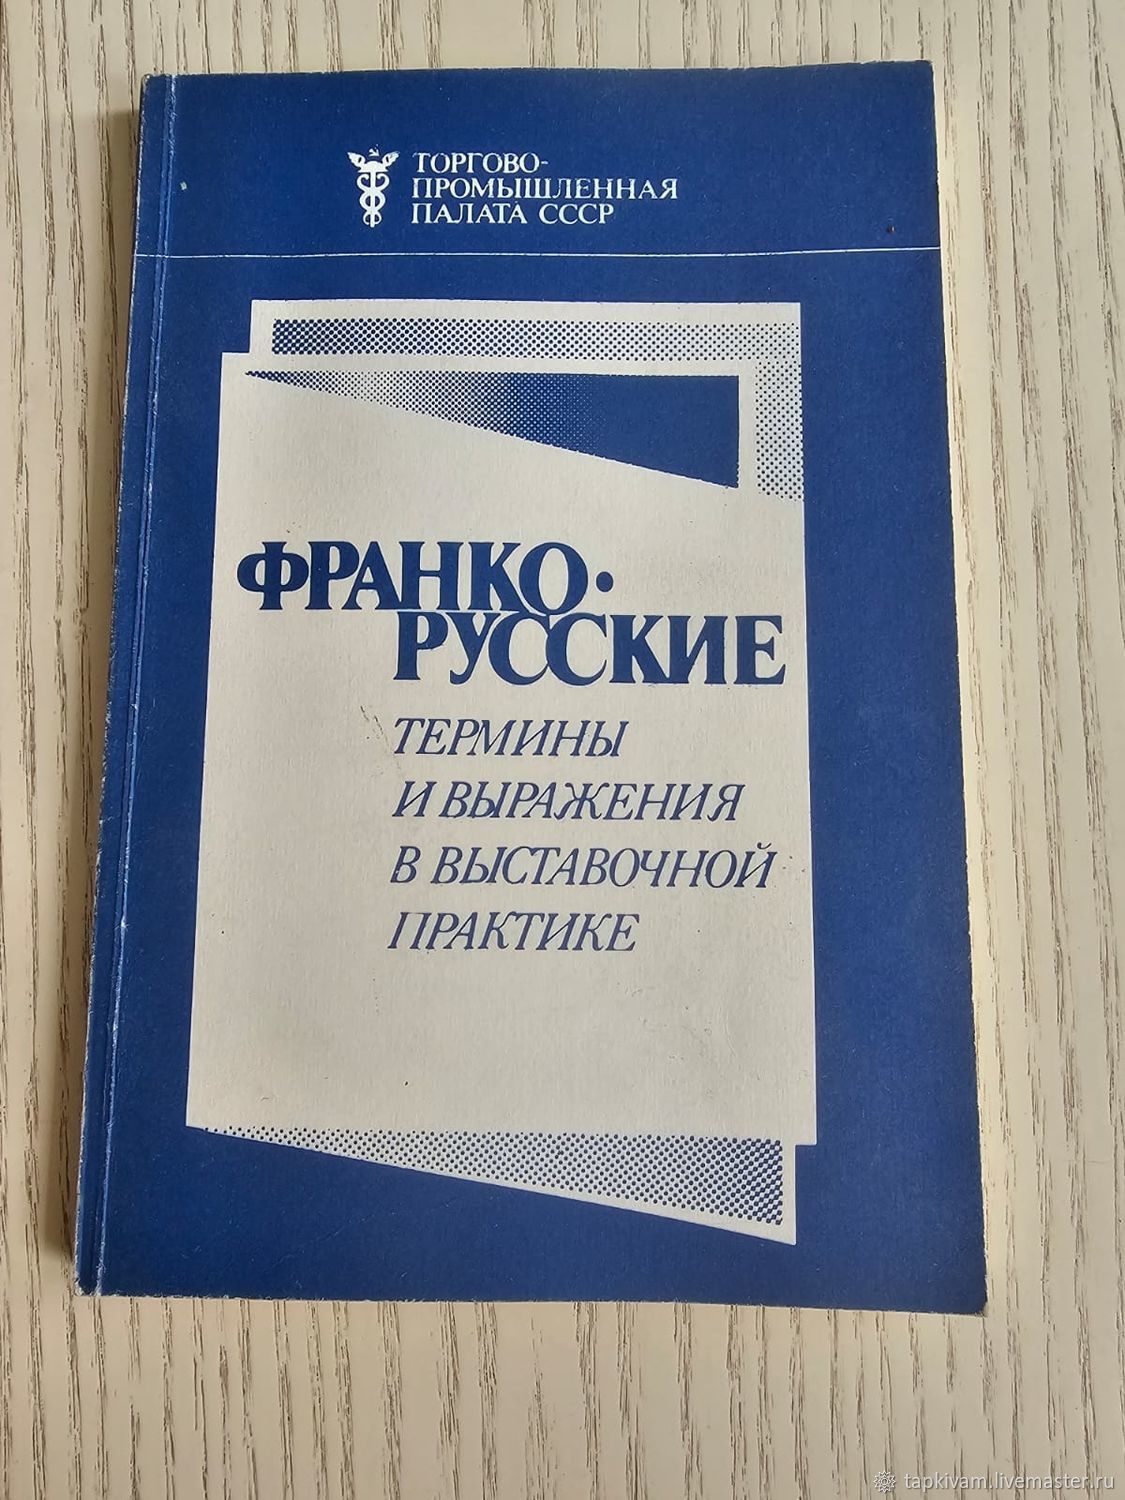 ТОРГОВО-
ПРОМЫШЛЕННАЯ
ПАЛАТА СССР
ФРАНКО-
РУССКИЕ
ТЕРМИНЫ
И ВЫРАЖЕНИЯ
В ВЫСТАВОЧНОЙ
ПРАКТИКЕ
tapkivam.livemaster.ru